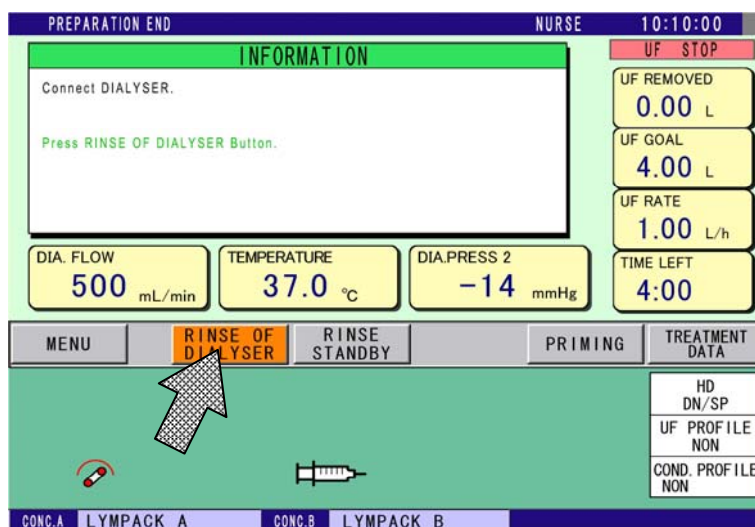 PREPARATION END NURSE 10:10:00
INFORMATION
Connect DIALYSER.
Press RINSE OF DIALYSER Button.
UF STOP
UF REMOVED
0.00 L
UF GOAL
4.00 L
UF RATE
1.00 L/h
TIME LEFT
4:00
DIA. FLOW
500 mL/min
TEMPERATURE
37.0 °C
DIA.PRESS 2
−14 mmHg
MENU
RINSE OF
DIALYSER
RINSE
STANDBY
PRIMING
TREATMENT
DATA
HD
DN/SP
UF PROFILE
NON
COND. PROFILE
NON
CONC.A LYMPACK A CONC.B LYMPACK B